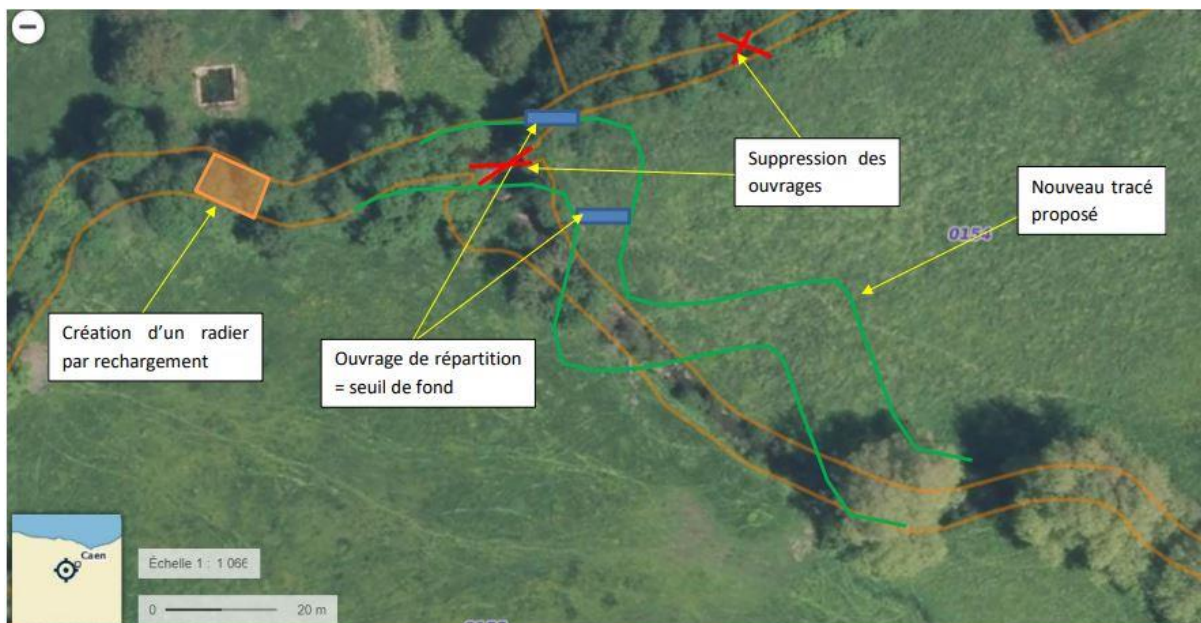 Suppression des
ouvrages
Nouveau tracé
proposé
0154
Création d'un radier
par rechargement
Ouvrage de répartition
= seuil de fond
Caen
Échelle 1 : 1 066
0 20 m